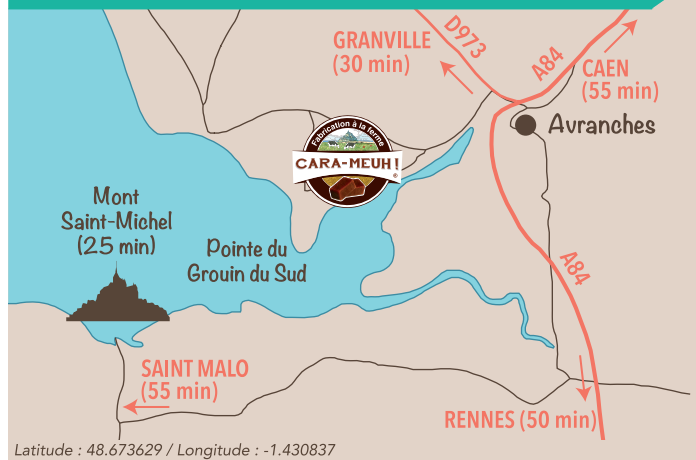 GRANVILLE
(30 min)
D973
A84
CAEN
(55 min)
Avranches
Fabrication à la ferme
CARA-MEUH !
®
Mont
Saint-Michel
(25 min)
Pointe du
Grouin du Sud
A84
SAINT MALO
(55 min)
RENNES (50 min)
Latitude : 48.673629 / Longitude : -1.430837